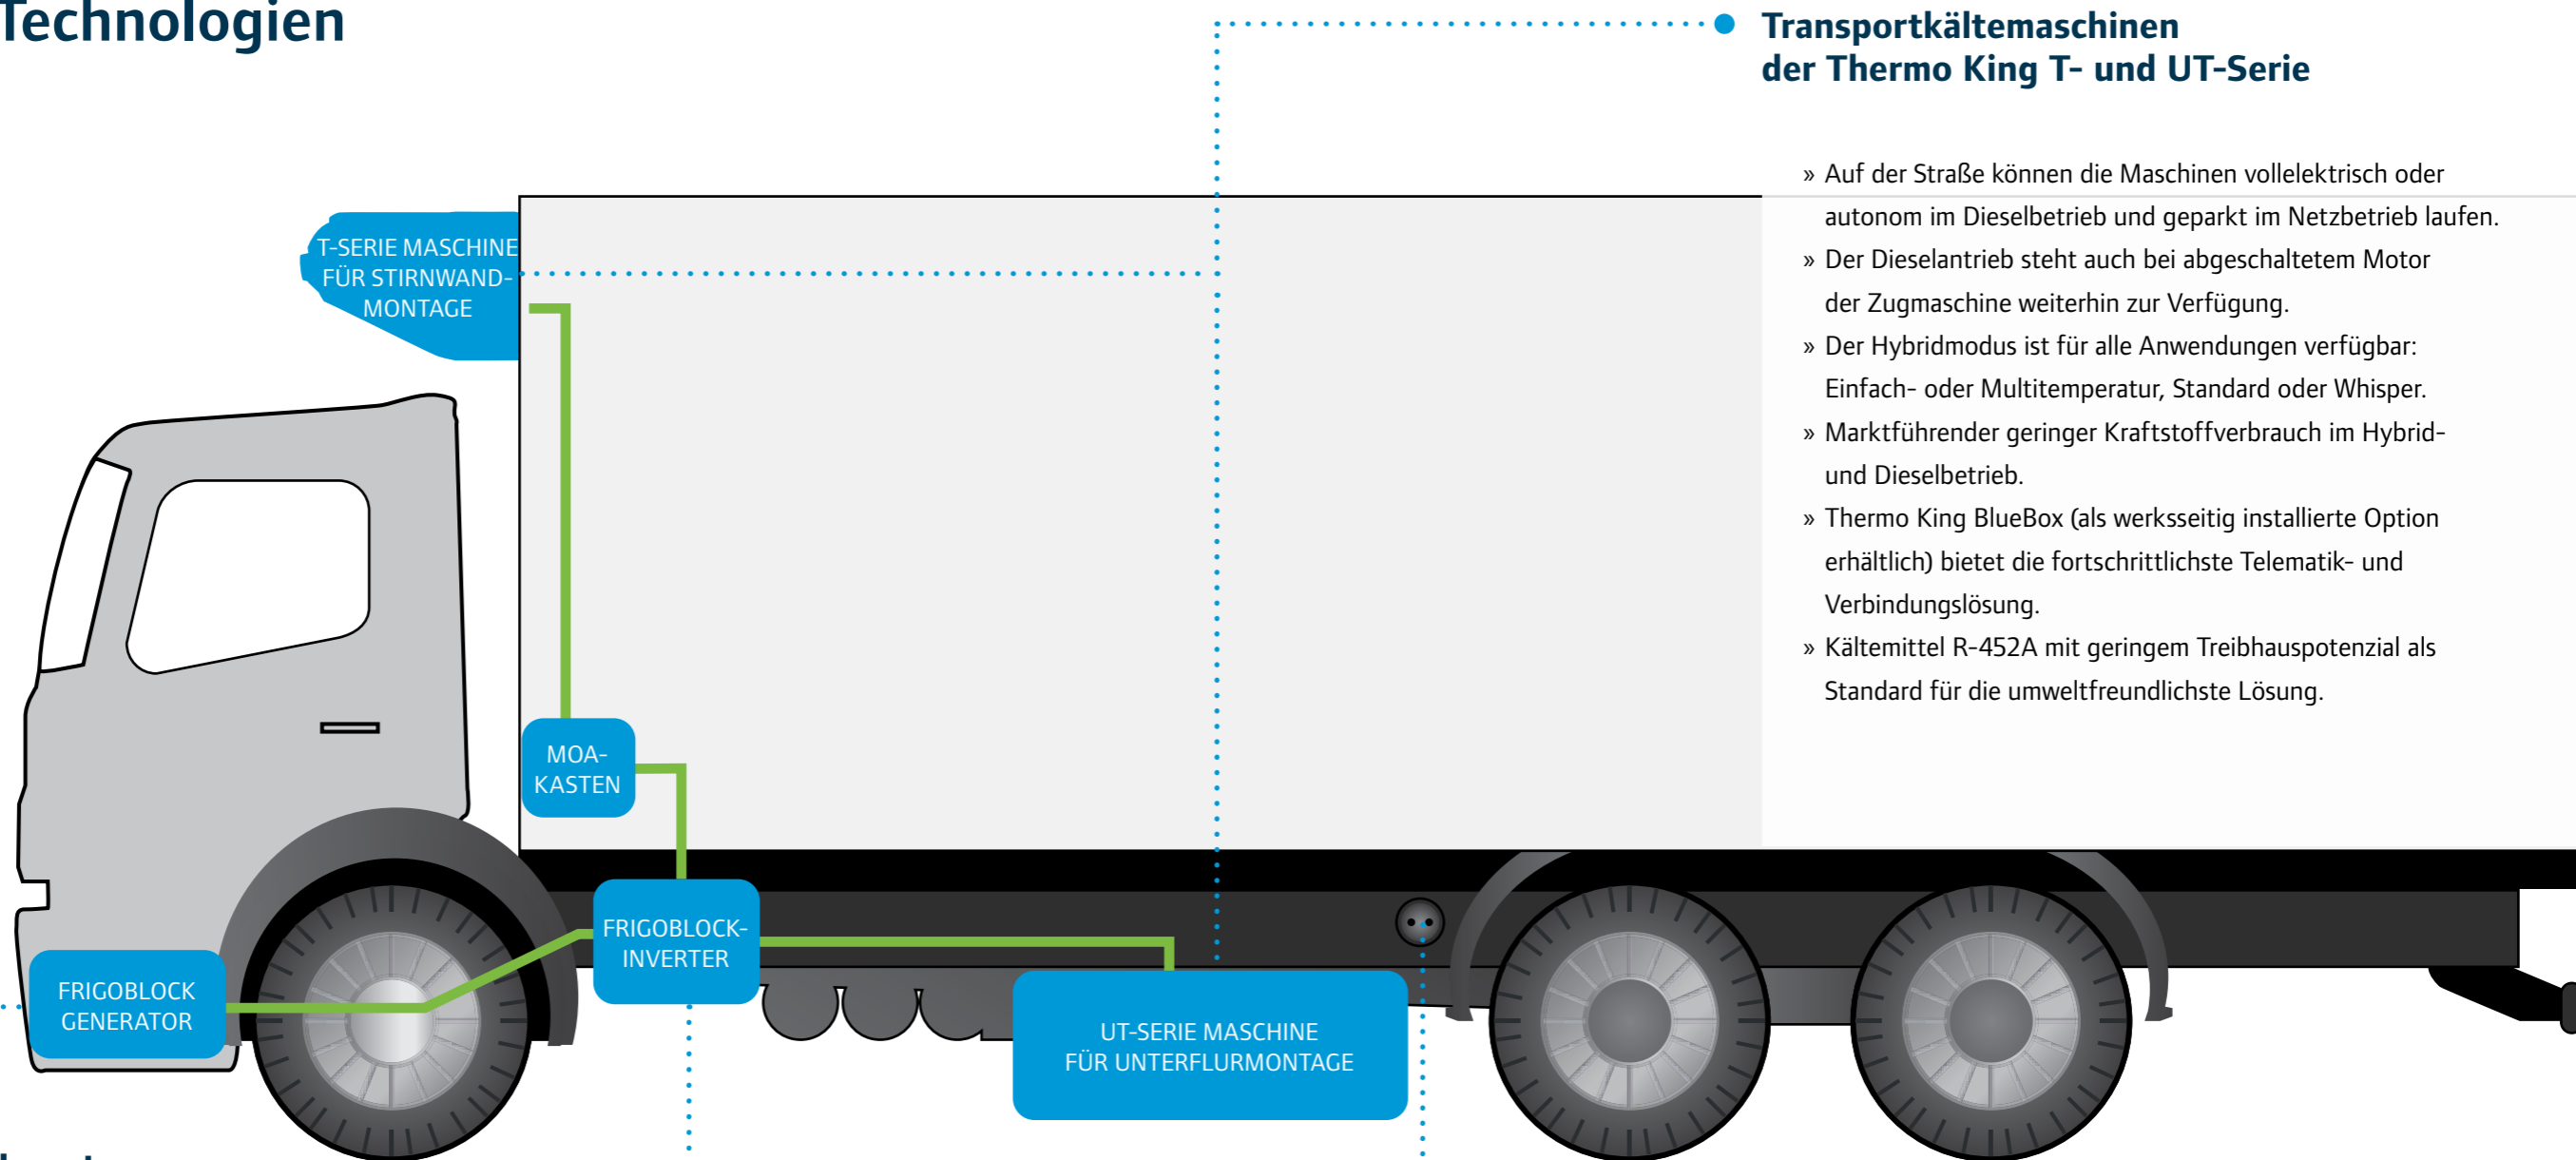 Technologien
Transportkältemaschinen
der Thermo King T- und UT-Serie
» Auf der Straße können die Maschinen vollelektrisch oder
autonom im Dieselbetrieb und geparkt im Netzbetrieb laufen.
» Der Dieselantrieb steht auch bei abgeschaltetem Motor
der Zugmaschine weiterhin zur Verfügung.
» Der Hybridmodus ist für alle Anwendungen verfügbar:
Einfach- oder Multitemperatur, Standard oder Whisper.
» Marktführender geringer Kraftstoffverbrauch im Hybrid-
und Dieselbetrieb.
» Thermo King BlueBox (als werksseitig installierte Option
erhältlich) bietet die fortschrittlichste Telematik- und
Verbindungslösung.
» Kältemittel R-452A mit geringem Treibhauspotenzial als
Standard für die umweltfreundlichste Lösung.
T-SERIE MASCHINE
FÜR STIRNWAND-
MONTAGE
MOA-
KASTEN
FRIGOBLOCK-
INVERTER
FRIGOBLOCK
GENERATOR
UT-SERIE MASCHINE
FÜR UNTERFLURMONTAGE